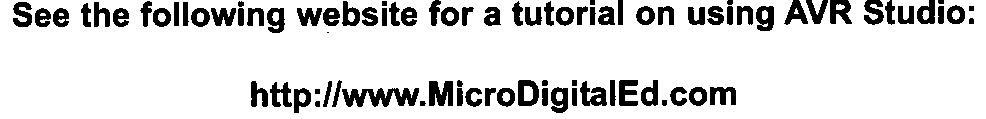 See the following website for a tutorial on using AVR Studio:
http://www.MicroDigitalEd.com